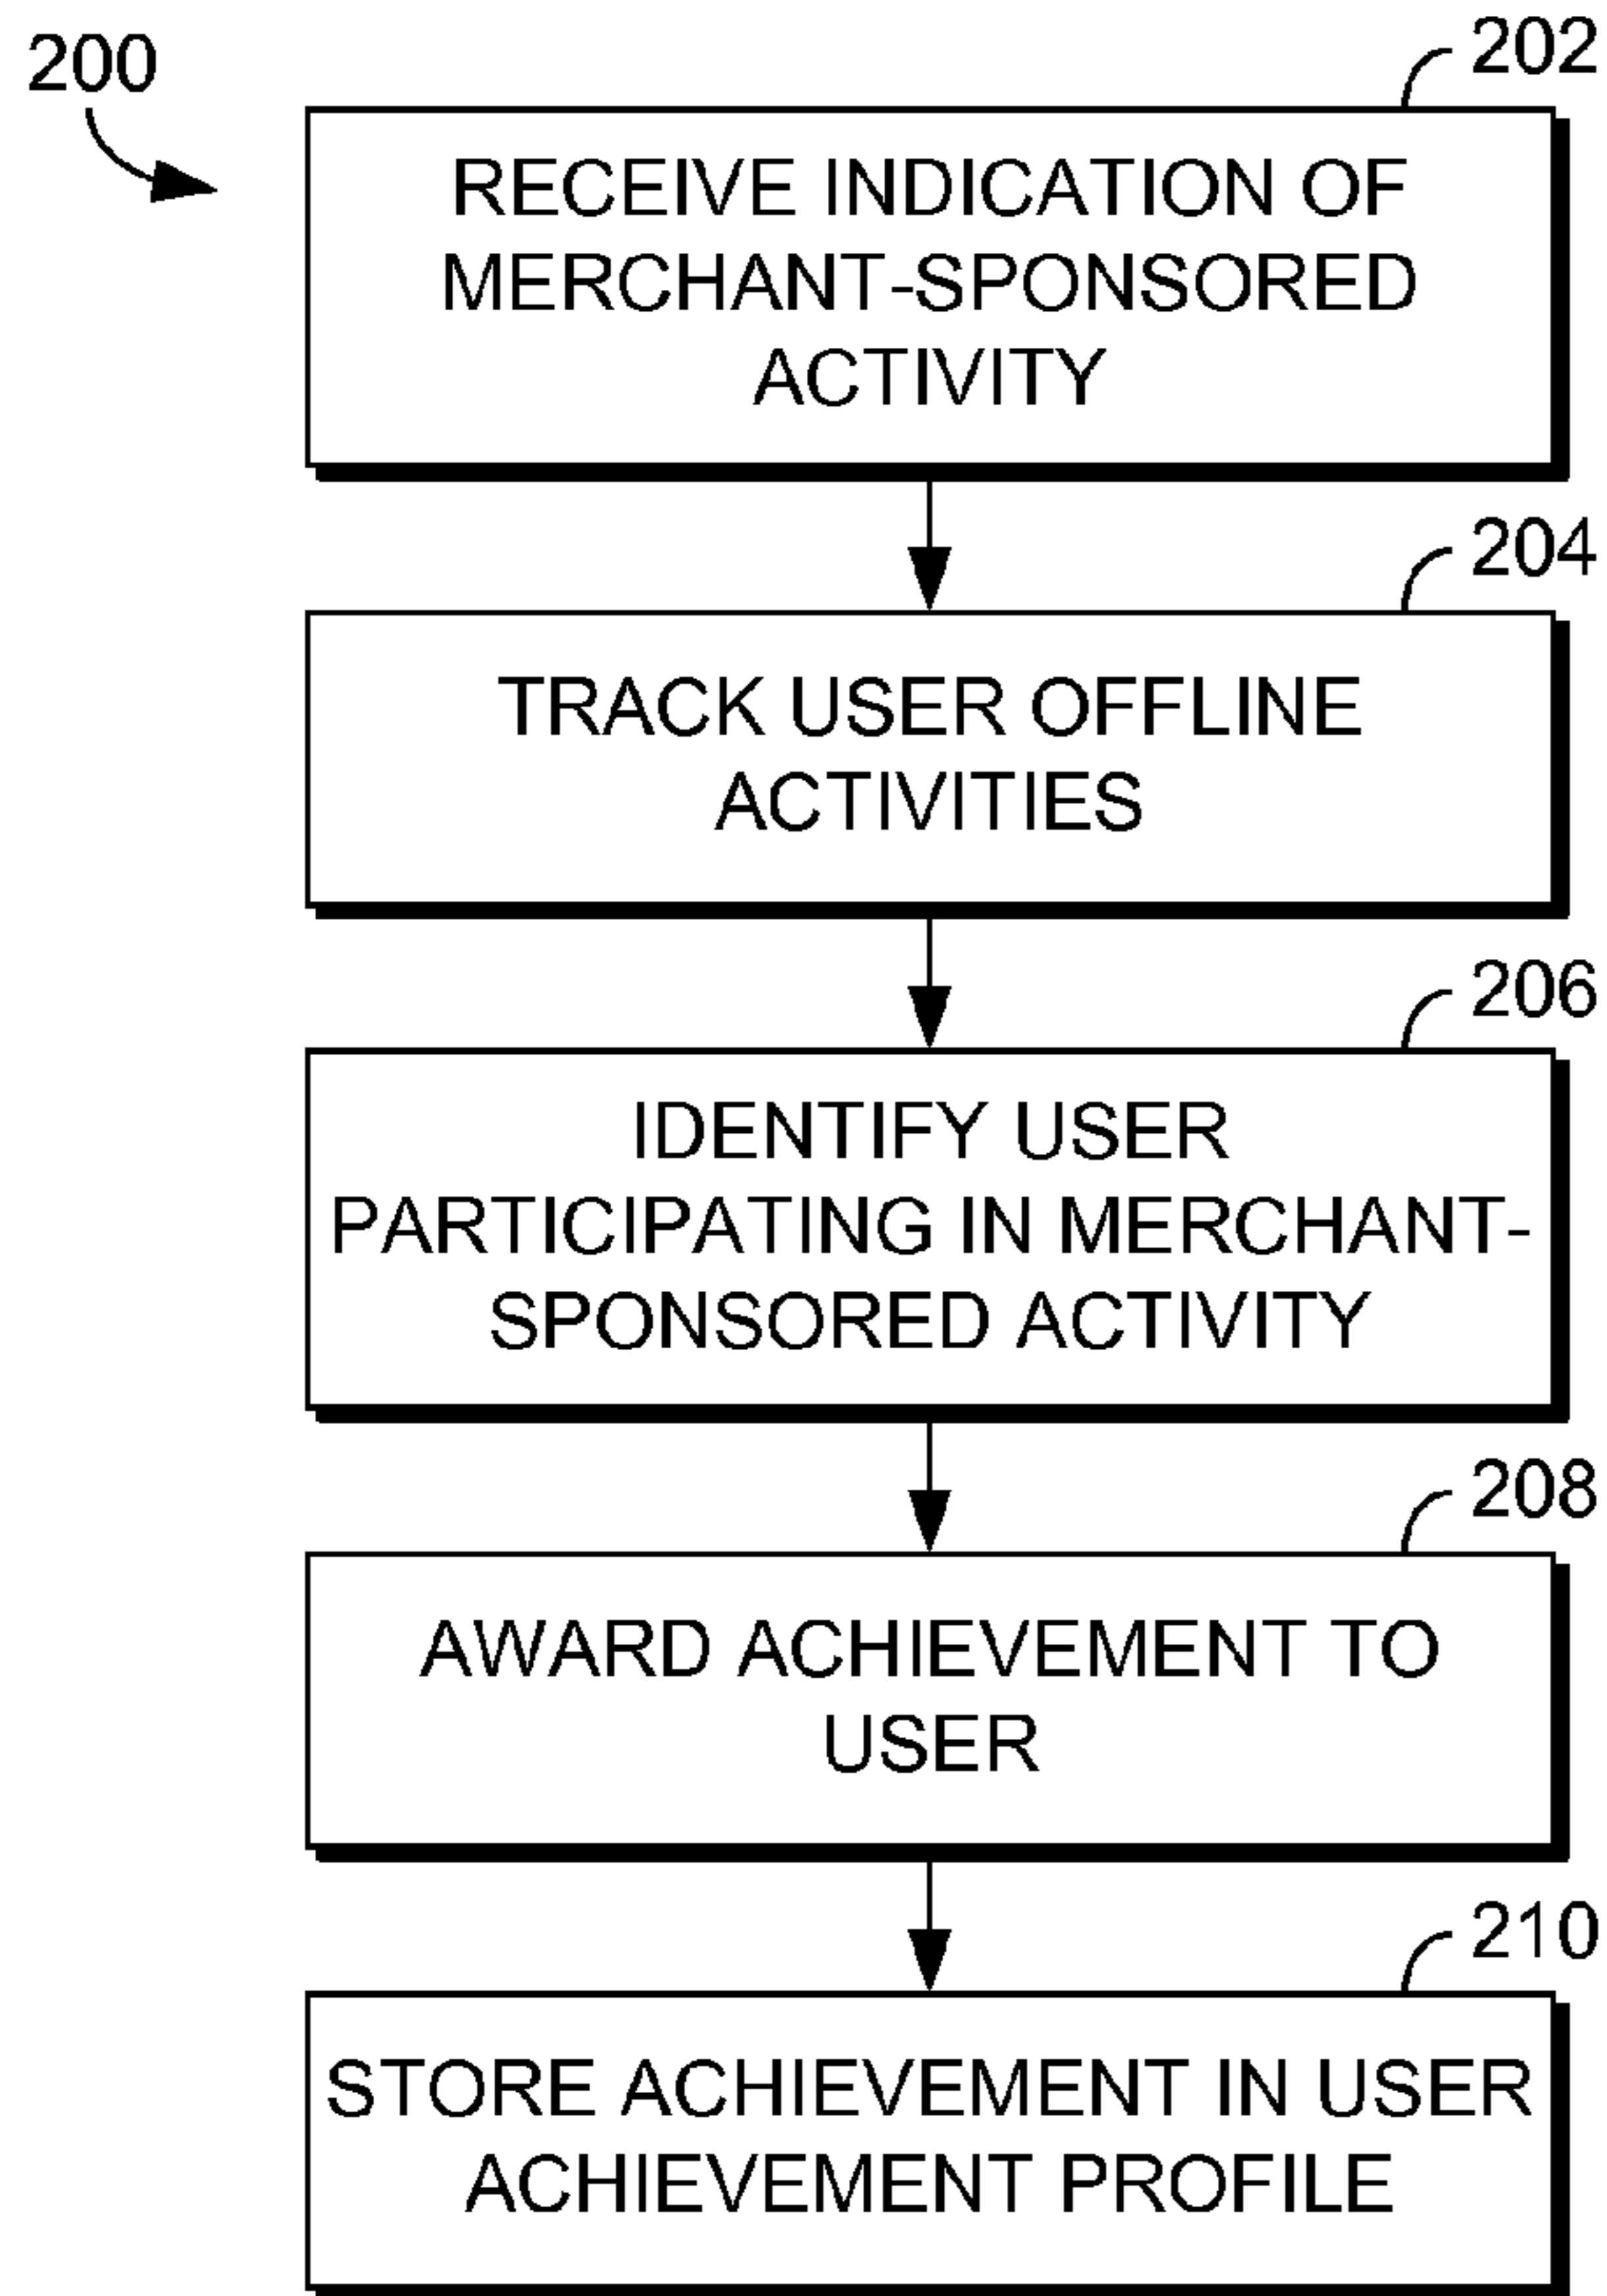 200
202
RECEIVE INDICATION OF
MERCHANT-SPONSORED
ACTIVITY
204
TRACK USER OFFLINE
ACTIVITIES
206
IDENTIFY USER
PARTICIPATING IN MERCHANT-
SPONSORED ACTIVITY
208
AWARD ACHIEVEMENT TO
USER
210
STORE ACHIEVEMENT IN USER
ACHIEVEMENT PROFILE